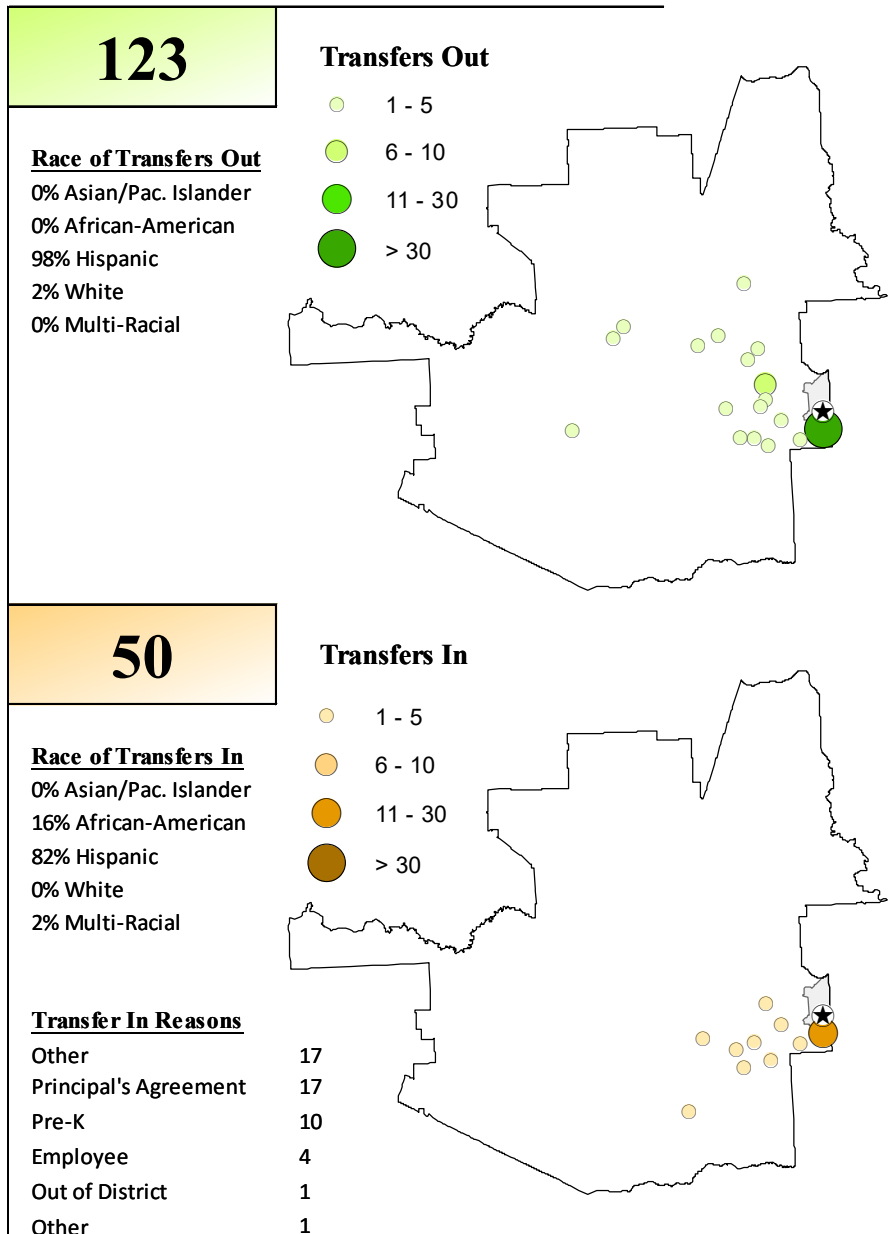 123
Transfers Out
1 - 5
6 - 10
11 - 30
> 30
Race of Transfers Out
0% Asian/Pac. Islander
0% African-American
98% Hispanic
2% White
0% Multi-Racial
50
Transfers In
1 - 5
6 - 10
11 - 30
> 30
Race of Transfers In
0% Asian/Pac. Islander
16% African-American
82% Hispanic
0% White
2% Multi-Racial
Transfer In Reasons
Other 17
Principal's Agreement 17
Pre-K 10
Employee 4
Out of District 1
Other 1